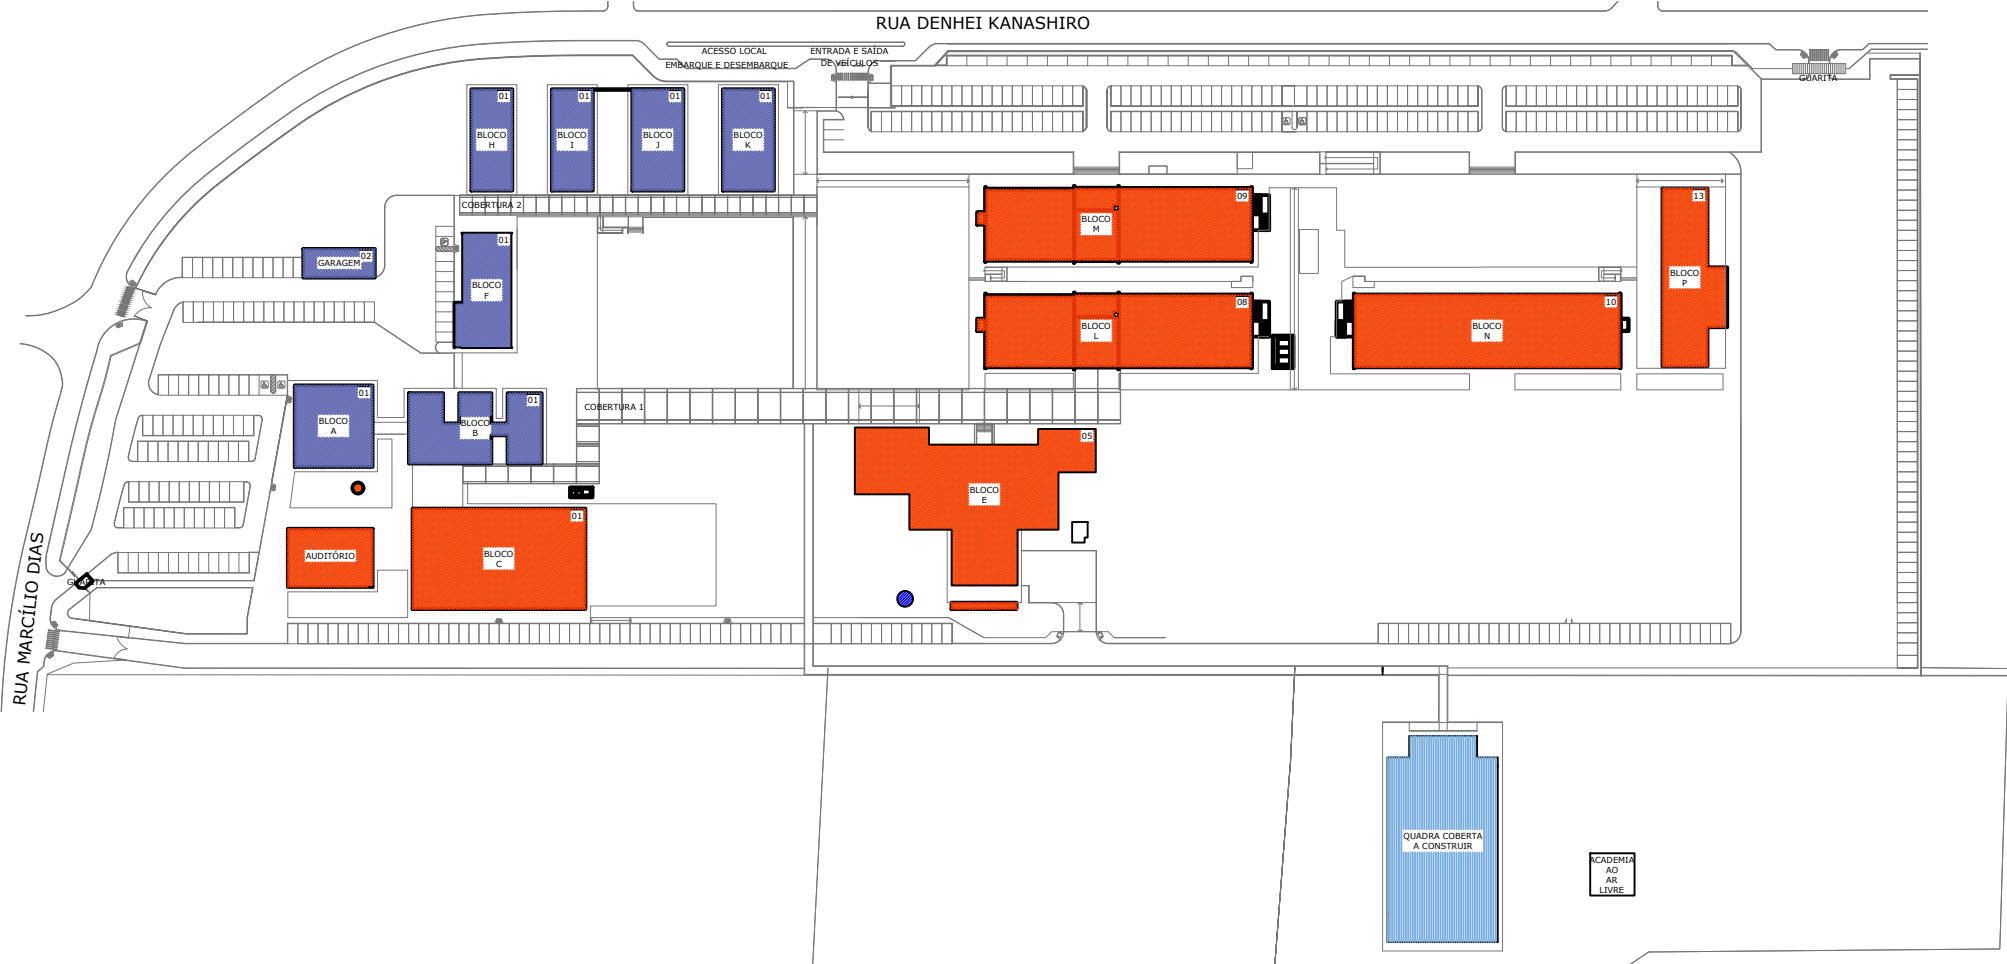 RUA DENHEI KANASHIRO
ACESSO LOCAL
EMBARQUE E DESEMBARQUE
ENTRADA E SAÍDA
DE VEÍCULOS
GUARITA
01
BLOCO
H
01
BLOCO
I
01
BLOCO
J
01
BLOCO
K
COBERTURA 2
09
BLOCO
M
13
BLOCO
P
01
BLOCO
F
02
GARAGEM
08
BLOCO
L
10
BLOCO
N
01
BLOCO
A
01
BLOCO
B
COBERTURA 1
05
BLOCO
E
01
BLOCO
C
AUDITÓRIO
GUARITA
RUA MARCÍLIO DIAS
QUADRA COBERTA
A CONSTRUIR
ACADEMIA
AO
AR
LIVRE